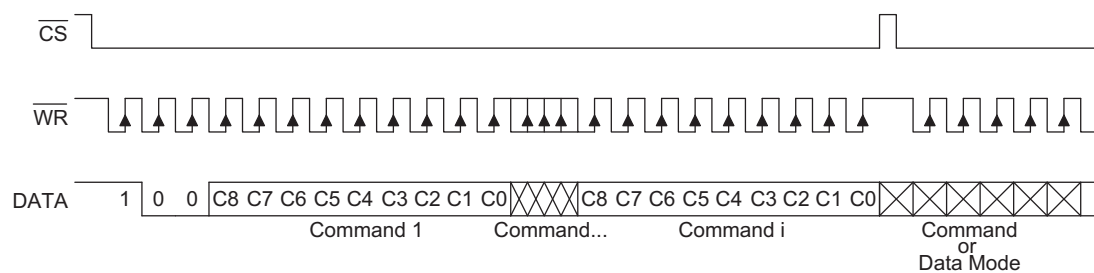 CS
WR
DATA 1 0 0 C8 C7 C6 C5 C4 C3 C2 C1 C0 C8 C7 C6 C5 C4 C3 C2 C1 C0
Command 1 Command... Command i Command
or
Data Mode